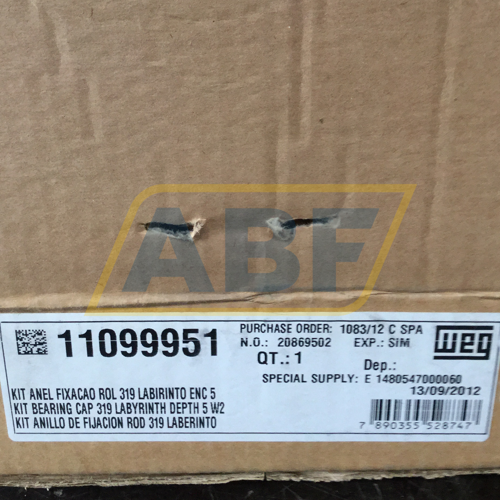 ABF
11099951
PURCHASE ORDER: 1083/12 C SPA
N.O.: 20869502 EXP.: SIM
QT.: 1
Dep.:
SPECIAL SUPPLY: E 1480547000060
13/09/2012
WEG
KIT ANEL FIXACAO ROL 319 LABIRINTO ENC 5
KIT BEARING CAP 319 LABYRINTH DEPTH 5 W2
KIT ANILLO DE FIJACION ROD 319 LABERINTO
7 890355 528747